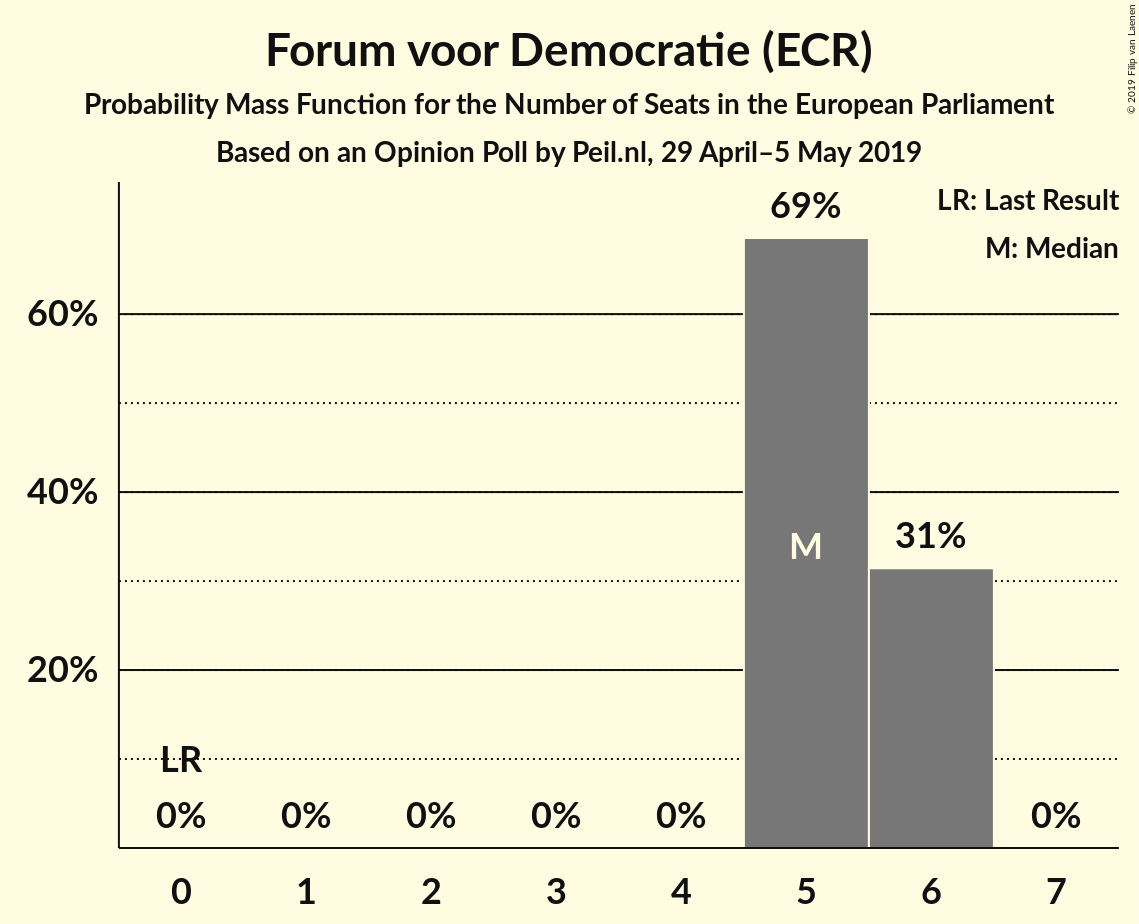 Forum voor Democratie (ECR)
Probability Mass Function for the Number of Seats in the European Parliament
Based on an Opinion Poll by Peil.nl, 29 April–5 May 2019
© 2019 Filip van Laenen
LR: Last Result
M: Median
69%
60%
40%
31%
M
20%
LR
0% 0% 0% 0% 0% 0%
0 1 2 3 4 5 6 7